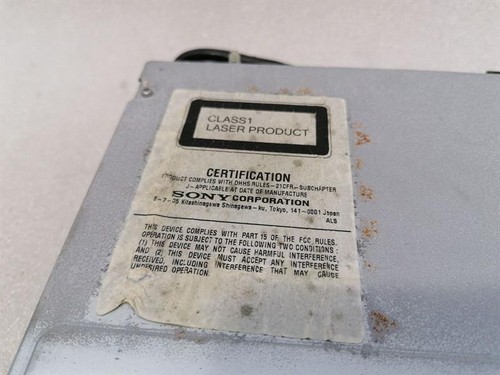 CLASS1
LASER PRODUCT
CERTIFICATION
PRODUCT COMPLIES WITH DHHS RULES-21CFR-SUBCHAPTER
J-APPLICABLE AT DATE OF MANUFACTURE
SONY CORPORATION
6-7-35 Kitashinagawa Shinagawa-ku, Tokyo, 141-0001 Japan
ALS
THIS DEVICE COMPLIES WITH PART 15 OF THE FCC RULES.
OPERATION IS SUBJECT TO THE FOLLOWING TWO CONDITIONS:
(1) THIS DEVICE MAY NOT CAUSE HARMFUL INTERFERENCE,
AND (2) THIS DEVICE MUST ACCEPT ANY INTERFERENCE
RECEIVED, INCLUDING INTERFERENCE THAT MAY CAUSE
UNDESIRED OPERATION.